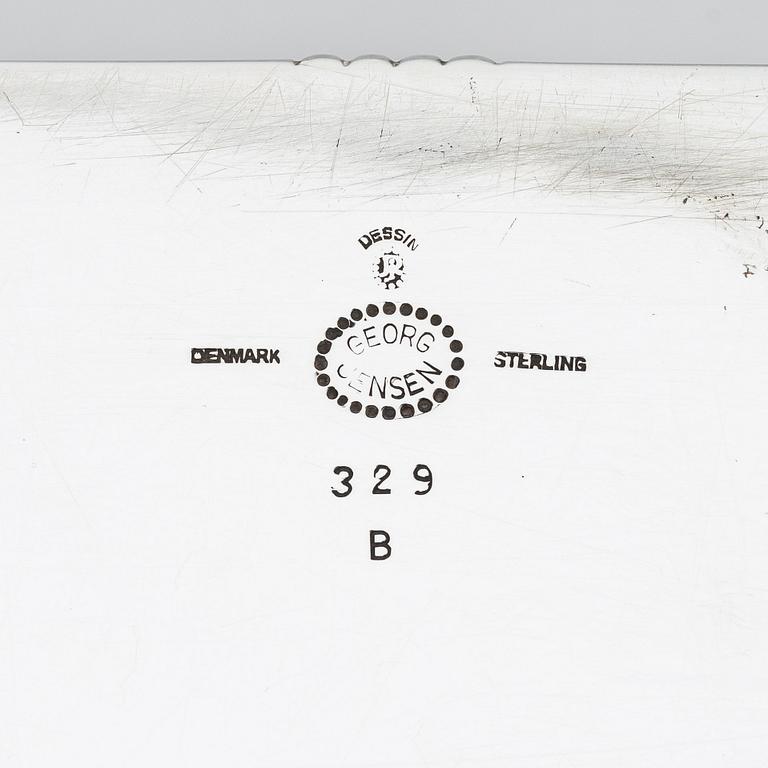 DESSIN
GEORG
JENSEN
DENMARK
STERLING
329
B